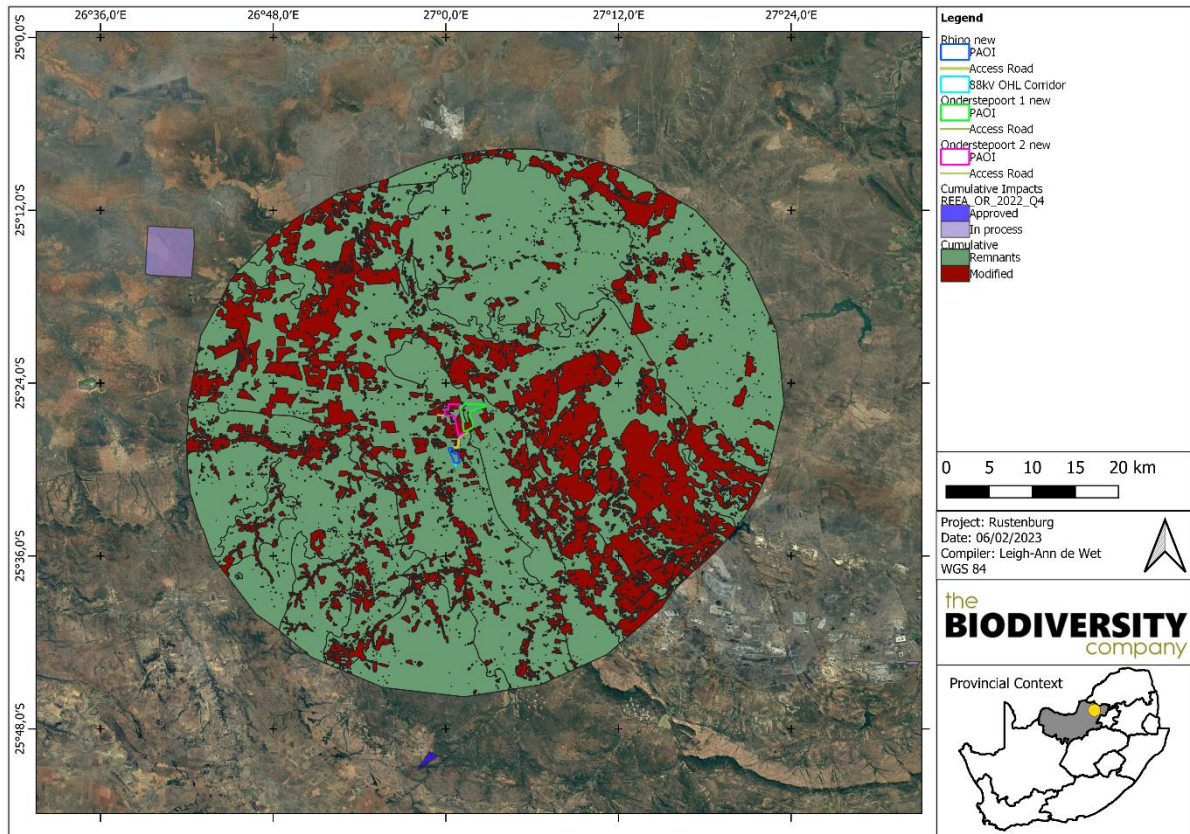 26°36,0'E 26°48,0'E 27°0,0'E 27°12,0'E 27°24,0'E
25°0,0'S
25°12,0'S
25°24,0'S
25°36,0'S
25°48,0'S
Legend
Rhino new
PAOI
Access Road
88kV OHL Corridor
Onderstepoort 1 new
PAOI
Access Road
Onderstepoort 2 new
PAOI
Access Road
Cumulative Impacts
REEA_OR_2022_Q4
Approved
In process
Cumulative
Remnants
Modified
0 5 10 15 20 km
Project: Rustenburg
Date: 06/02/2023
Compiler: Leigh-Ann de Wet
WGS 84
the
BIODIVERSITY
company
Provincial Context